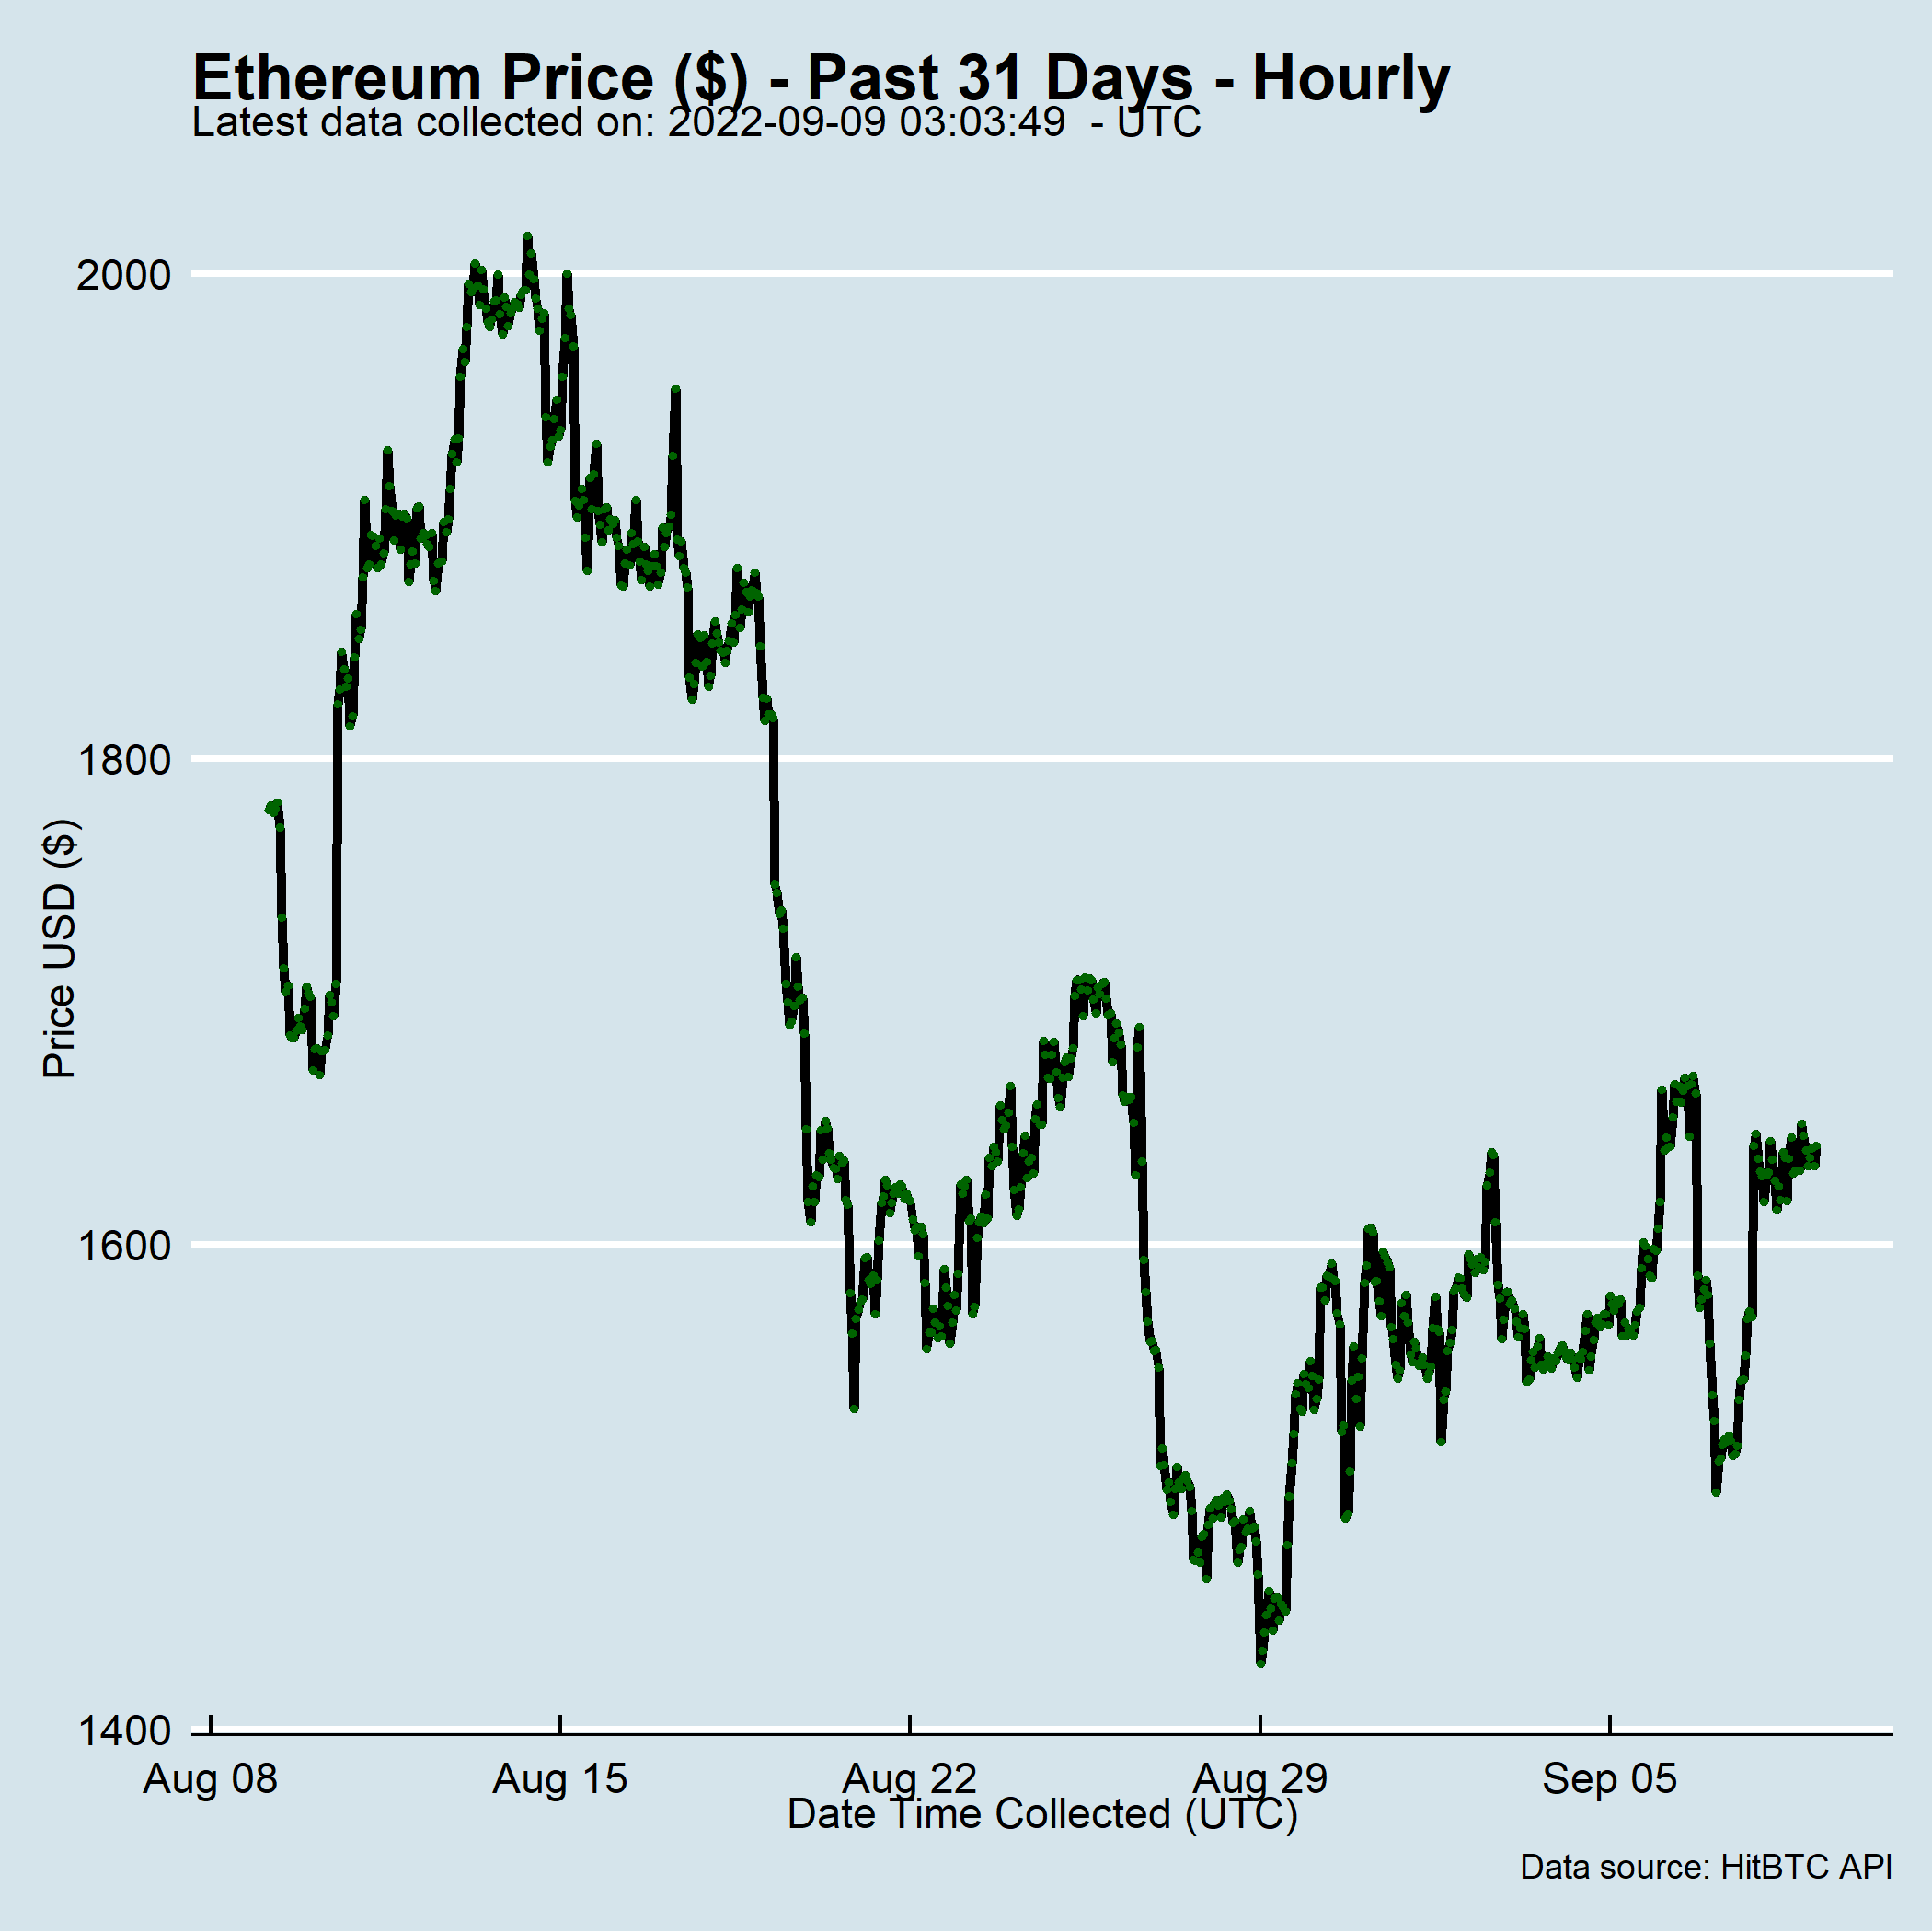 Ethereum Price ($) - Past 31 Days - Hourly
Latest data collected on: 2022-09-09 03:03:49  - UTC
2000
1800
1600
1400
Price USD ($)
Aug 08 Aug 15 Aug 22 Aug 29 Sep 05
Date Time Collected (UTC)
Data source: HitBTC API